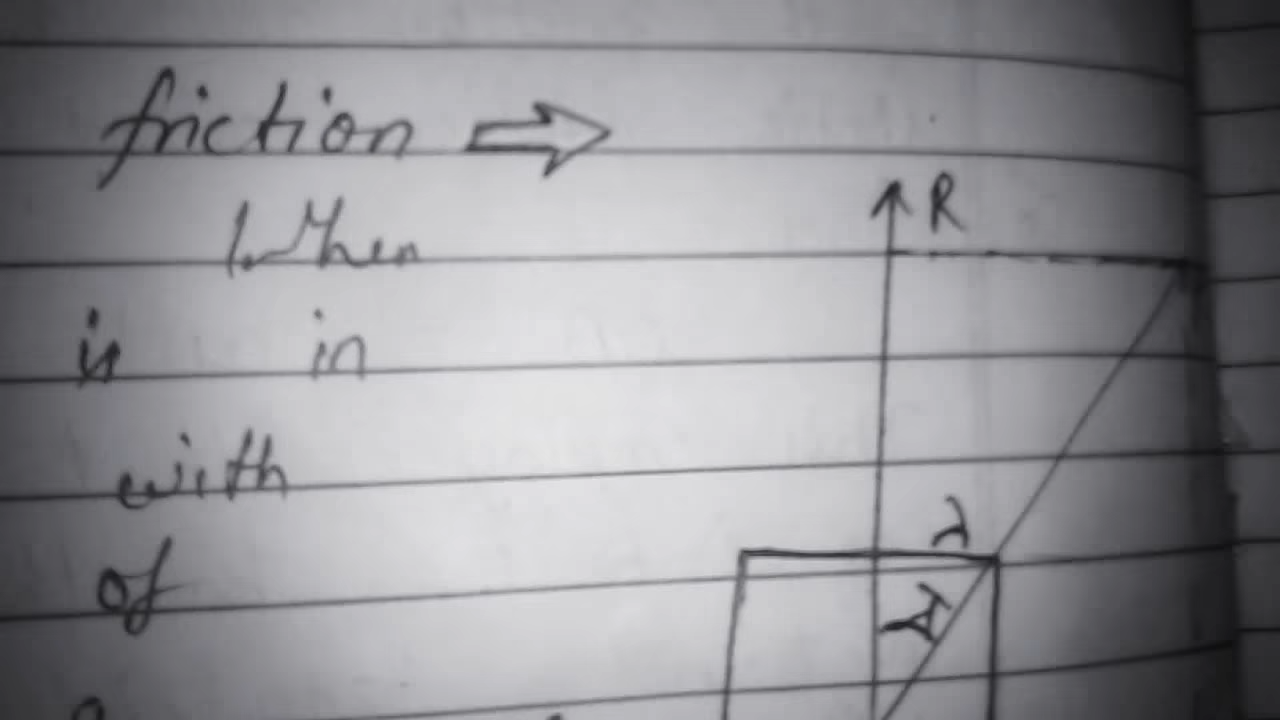 friction ⇒
When
R
is in
with
λ
of